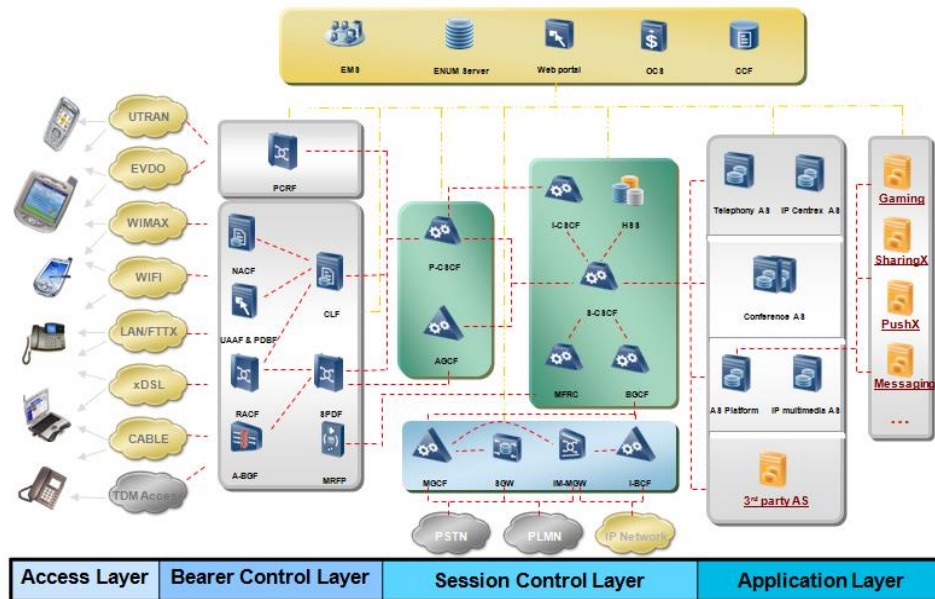 EMS
ENUM Server
Web portal
OCS
CCF
UTRAN
EVDO
WIMAX
WIFI
LAN/FTTX
xDSL
CABLE
TDM Access
PCRF
NACF
UAAF & PDBF
CLF
RACF
SPDF
A-BGF
MRFP
P-CSCF
AGCF
I-CSCF
HSS
S-CSCF
MFRC
BGCF
MGCF
SGW
IM-MGW
I-BCF
PSTN
PLMN
IP Network
Telephony AS
IP Centrex AS
Conference AS
AS Platform
IP multimedia AS
3rd party AS
Gaming
SharingX
PushX
Messaging
...
Access Layer
Bearer Control Layer
Session Control Layer
Application Layer